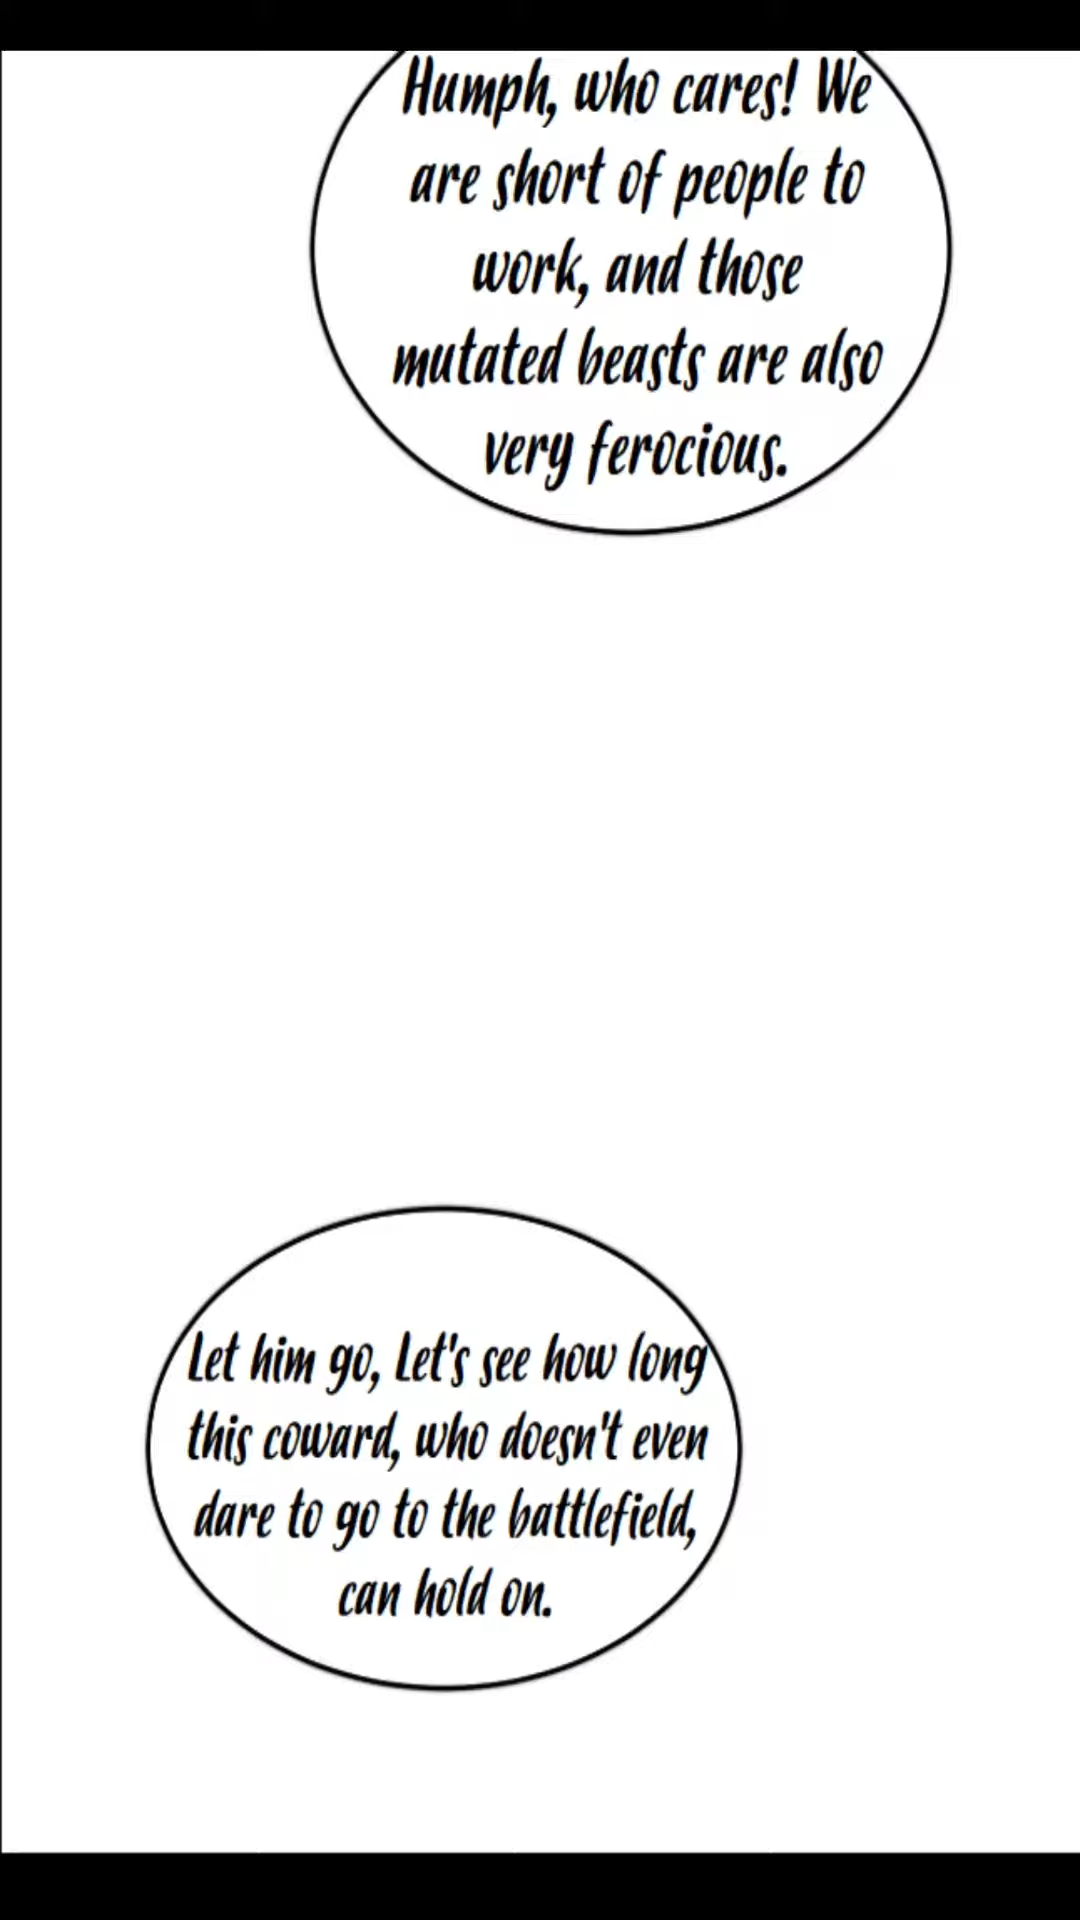 Humph, who cares! We
are short of people to
work, and those
mutated beasts are also
very ferocious.
Let him go, Let's see how long
this coward, who doesn't even
dare to go to the battlefield,
can hold on.